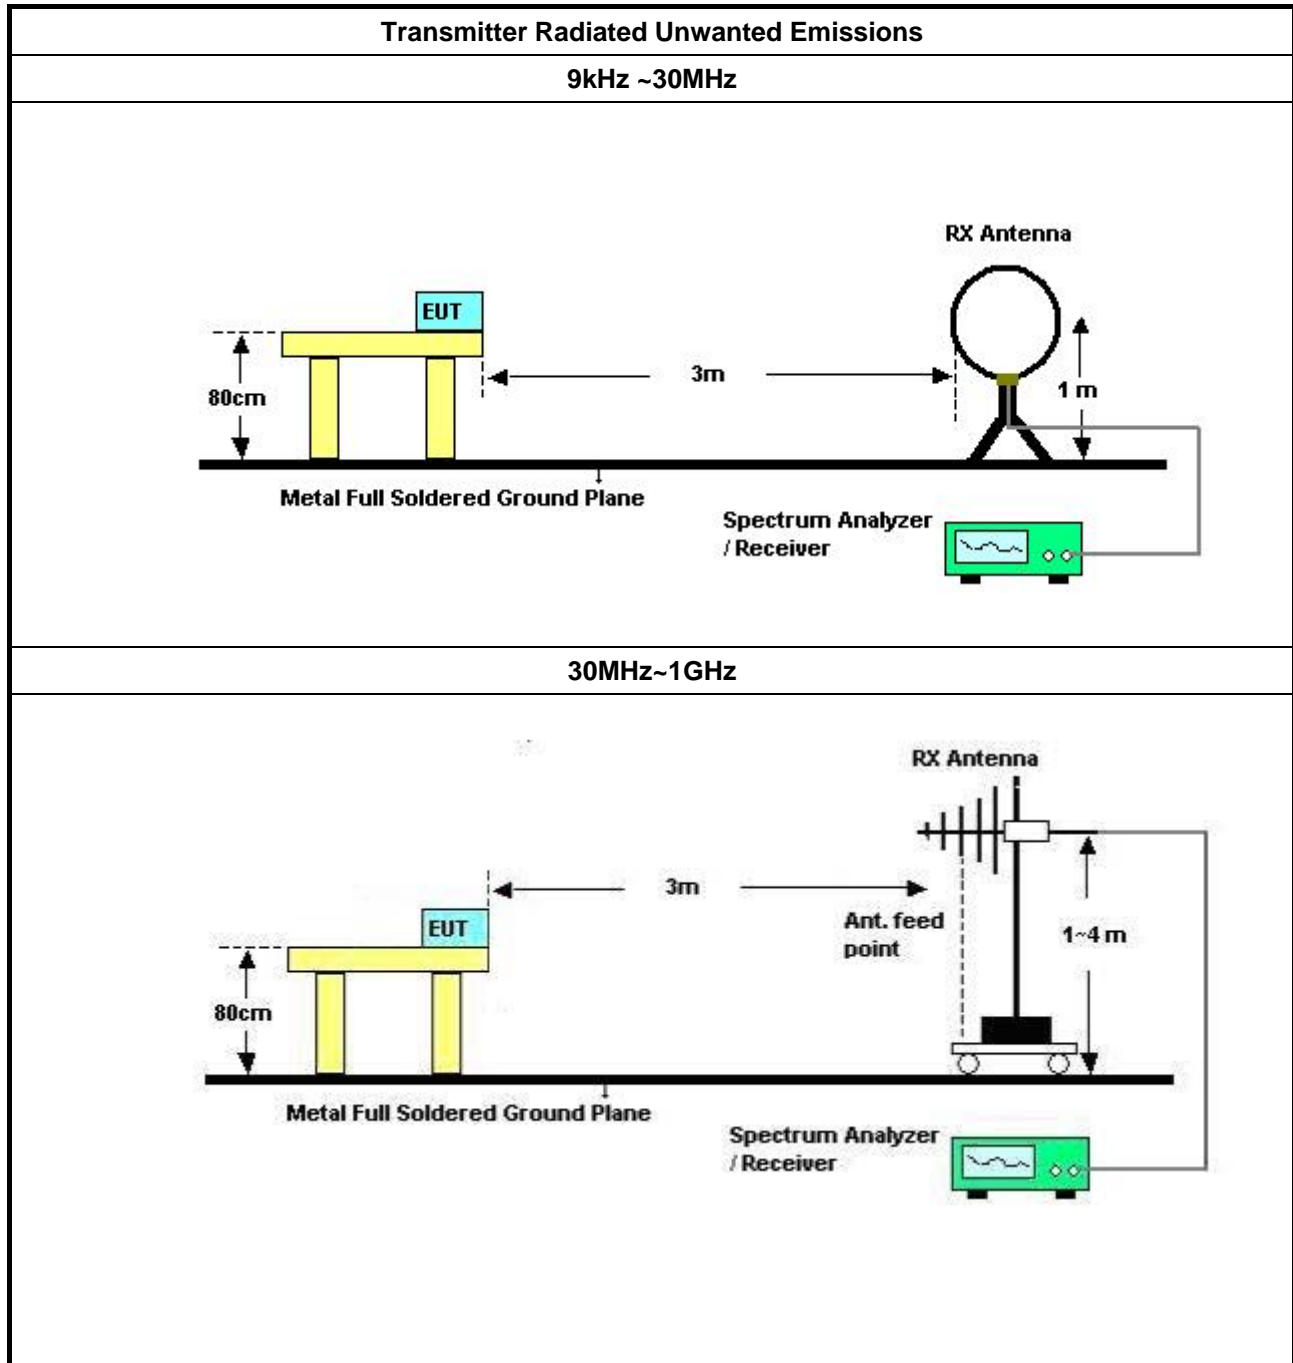 Transmitter Radiated Unwanted Emissions
9kHz ~30MHz
RX Antenna
EUT
3m
80cm
1 m
Metal Full Soldered Ground Plane
Spectrum Analyzer
/ Receiver
30MHz~1GHz
RX Antenna
3m
EUT
Ant. feed
point
1~4 m
80cm
Metal Full Soldered Ground Plane
Spectrum Analyzer
/ Receiver